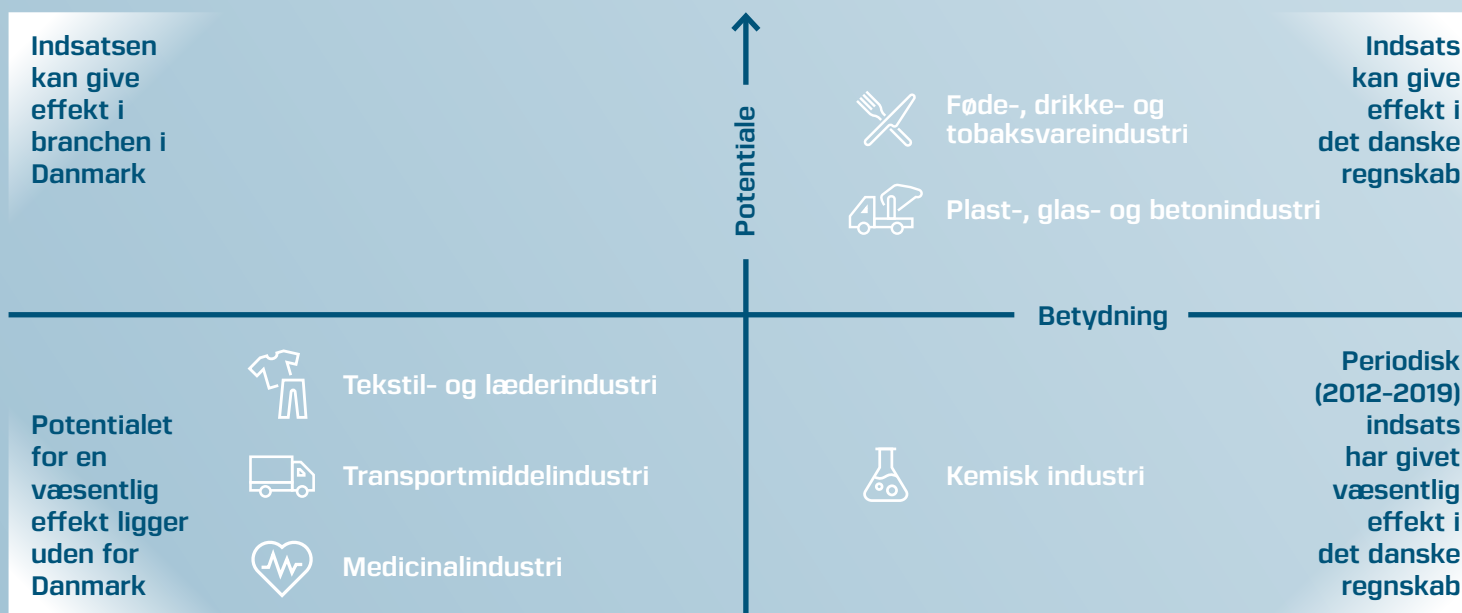 Indsatsen
kan give
effekt i
branchen i
Danmark
Potentiale
Føde-, drikke- og
tobaksvareindustri
Plast-, glas- og betonindustri
Indsats
kan give
effekt i
det danske
regnskab
Betydning
Potentialet
for en
væsentlig
effekt ligger
uden for
Danmark
Tekstil- og læderindustri
Transportmiddelindustri
Medicinalindustri
Kemisk industri
Periodisk
(2012-2019)
indsats
har givet
væsentlig
effekt i
det danske
regnskab